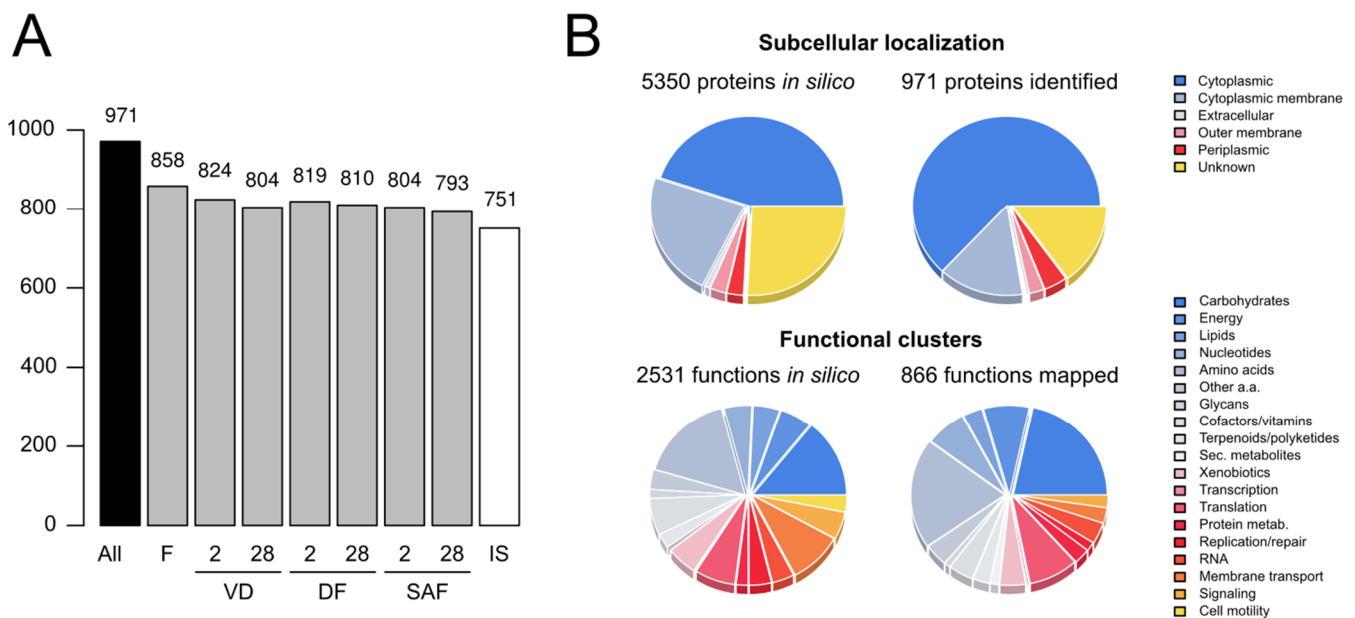 A
971
1000
858
824
804
819
810
804
793
751
800
600
400
200
0
All F 2 28 2 28 2 28 IS
VD DF SAF
B
Subcellular localization
5350 proteins in silico 971 proteins identified
Cytoplasmic
Cytoplasmic membrane
Extracellular
Outer membrane
Periplasmic
Unknown
Functional clusters
2531 functions in silico 866 functions mapped
Carbohydrates
Energy
Lipids
Nucleotides
Amino acids
Other a.a.
Glycans
Cofactors/vitamins
Terpenoids/polyketides
Sec. metabolites
Xenobiotics
Transcription
Translation
Protein metab.
Replication/repair
RNA
Membrane transport
Signaling
Cell motility